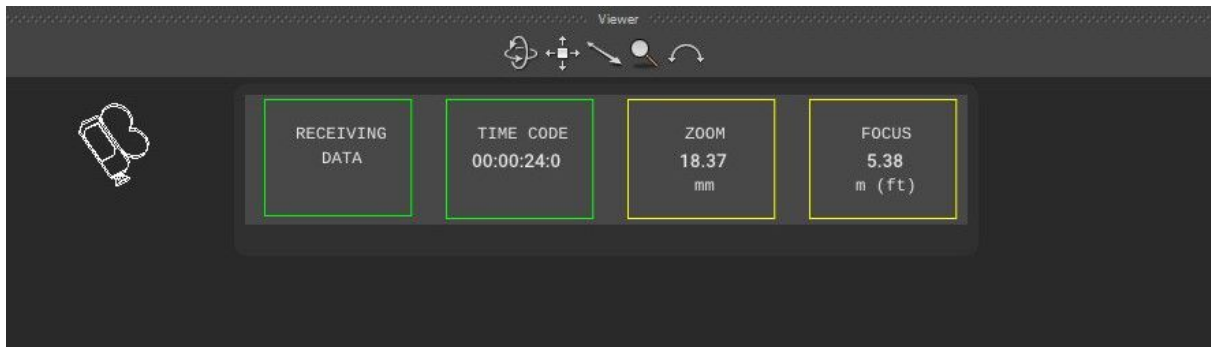 Viewer
RECEIVING
DATA
TIME CODE
00:00:24:0
ZOOM
18.37
mm
FOCUS
5.38
m (ft)